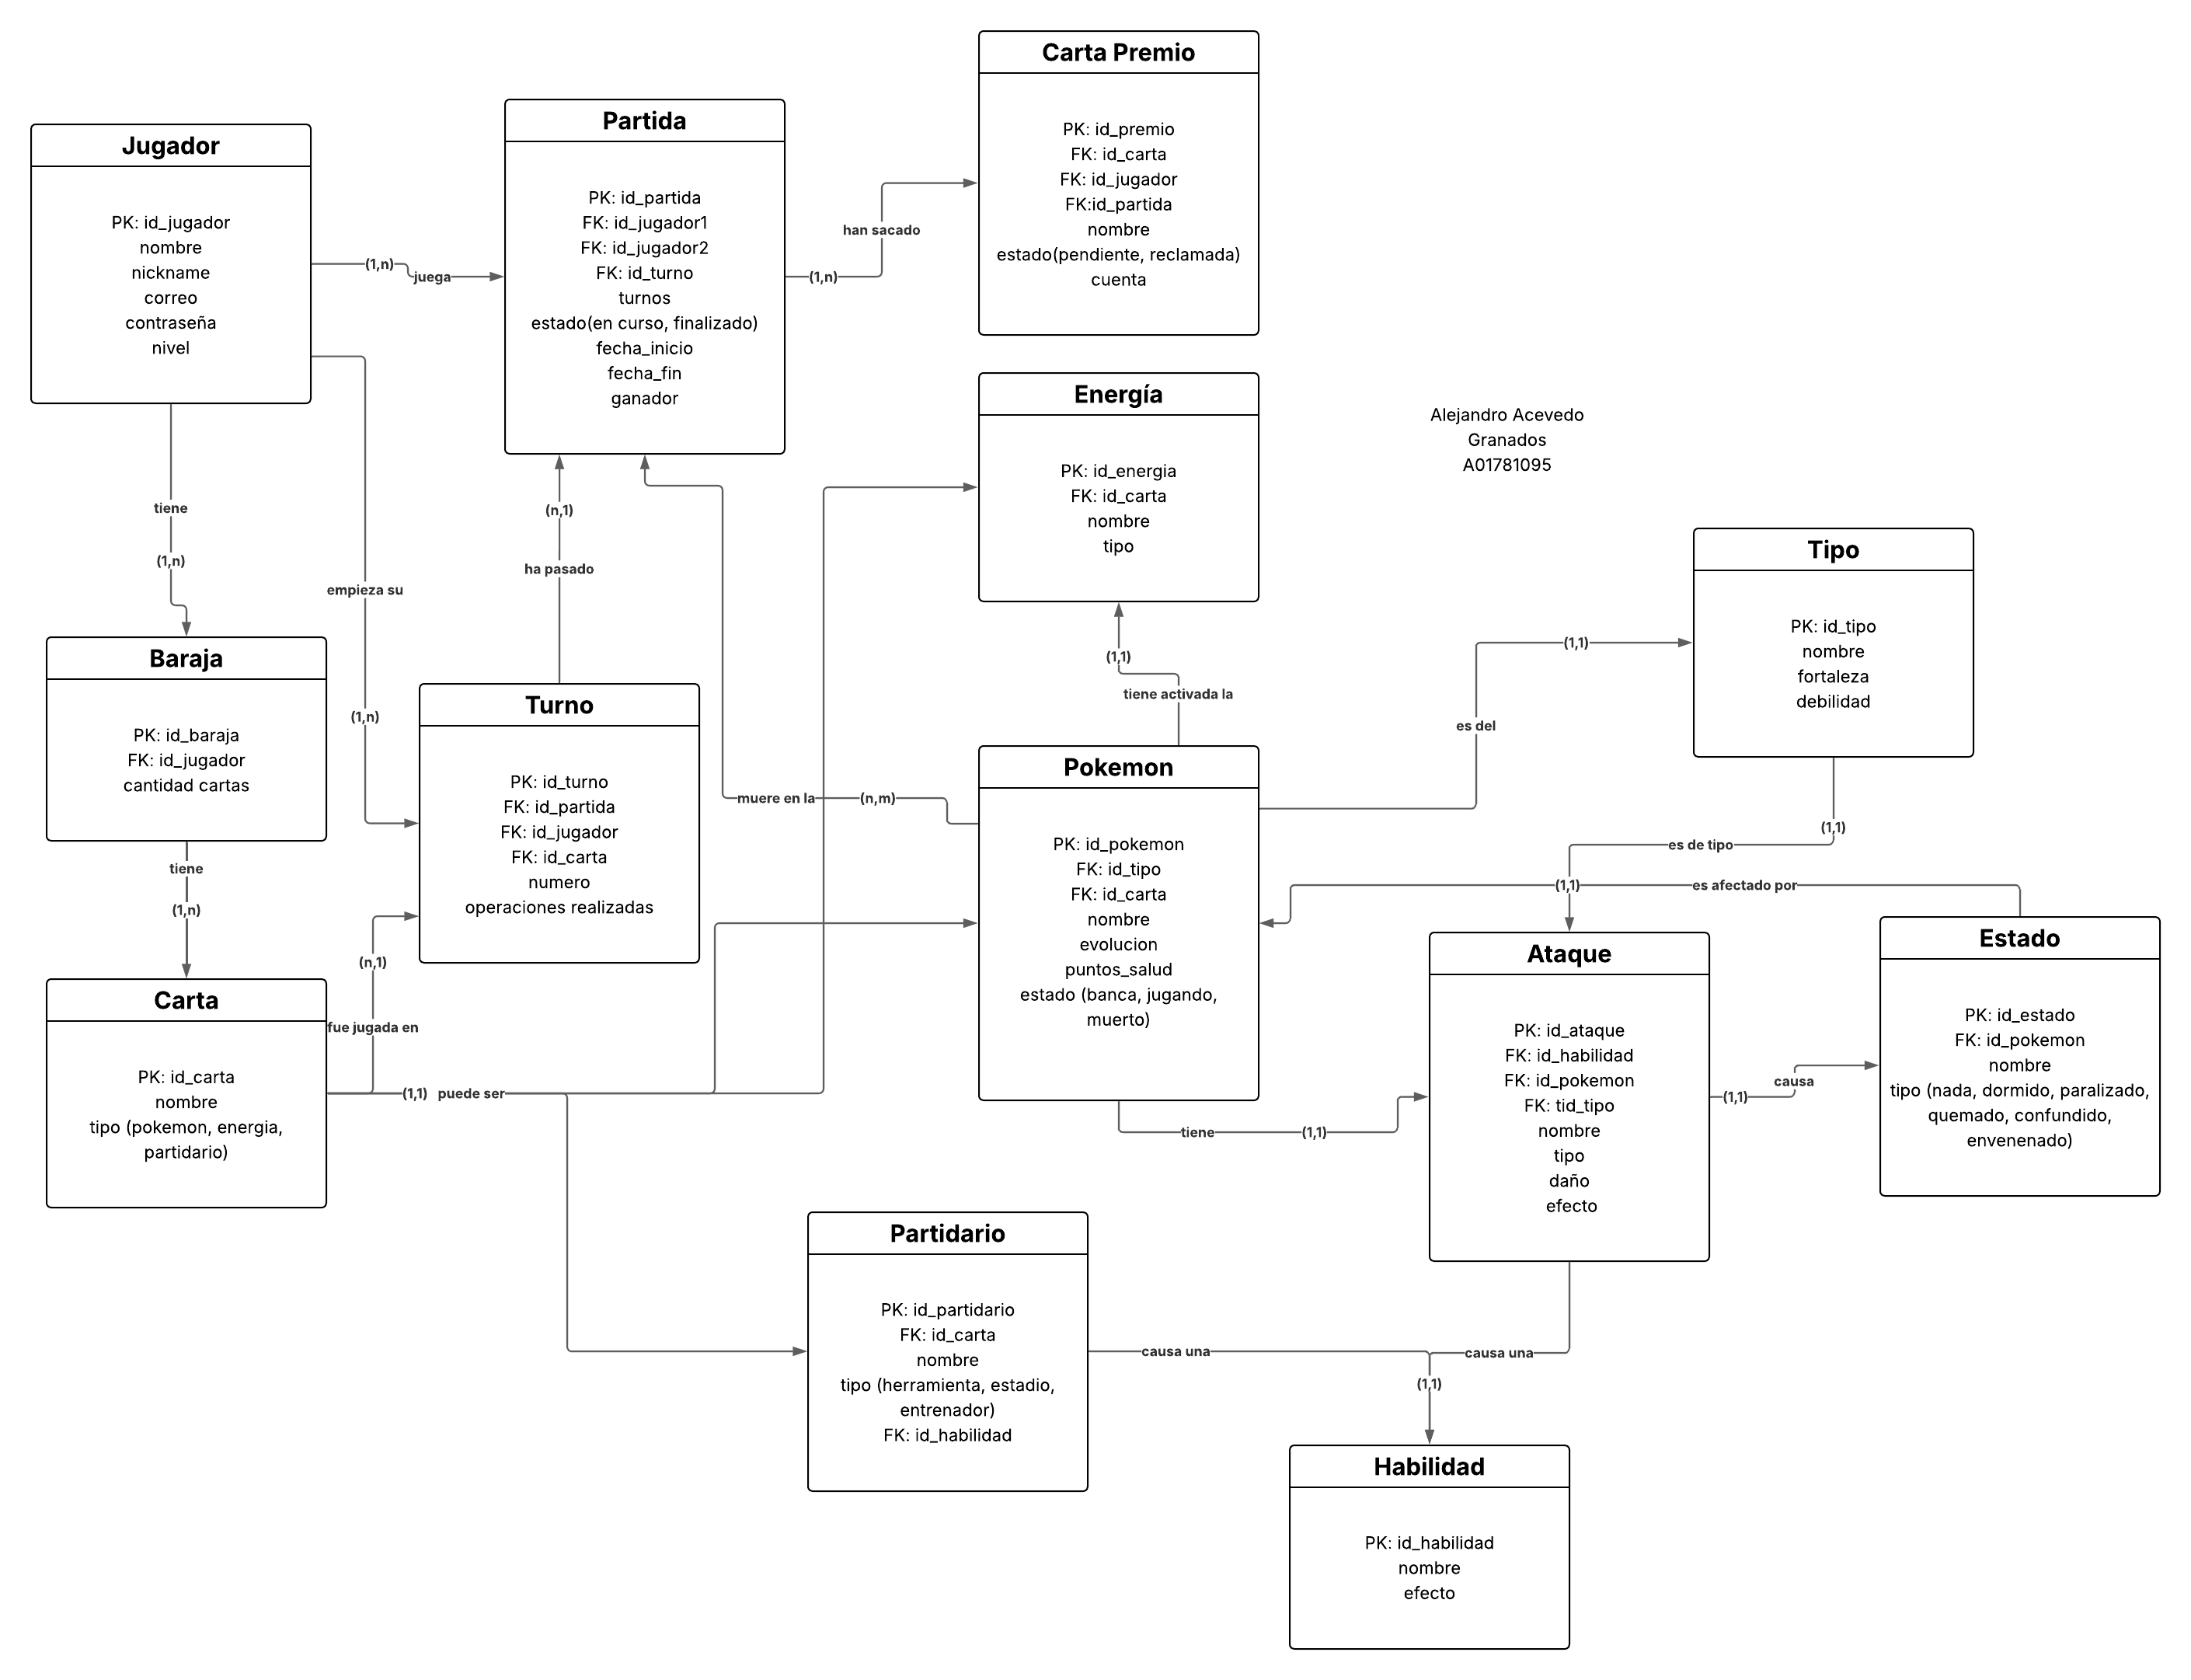 Carta Premio
PK: id_premio
FK: id_carta
FK: id_jugador
FK:id_partida
nombre
estado(pendiente, reclamada)
cuenta
Partida
PK: id_partida
FK: id_jugador1
FK: id_jugador2
FK: id_turno
turnos
estado(en curso, finalizado)
fecha_inicio
fecha_fin
ganador
Jugador
PK: id_jugador
nombre
nickname
correo
contraseña
nivel
(1,n)
juega
(1,n)
han sacado
Energía
PK: id_energia
FK: id_carta
nombre
tipo
Alejandro Acevedo
Granados
A01781095
tiene
(1,n)
empieza su
(1,n)
(n,1)
ha pasado
Tipo
PK: id_tipo
nombre
fortaleza
debilidad
Baraja
PK: id_baraja
FK: id_jugador
cantidad cartas
Turno
PK: id_turno
FK: id_partida
FK: id_jugador
FK: id_carta
numero
operaciones realizadas
(1,1)
tiene activada la
muere en la
(n,m)
Pokemon
PK: id_pokemon
FK: id_tipo
FK: id_carta
nombre
evolucion
puntos_salud
estado (banca, jugando,
muerto)
(1,1)
es del
(1,1)
es de tipo
(1,1)
es afectado por
tiene
(1,n)
(n,1)
fue jugada en
Carta
PK: id_carta
nombre
tipo (pokemon, energia,
partidario)
(1,1)
puede ser
tiene
(1,1)
Ataque
PK: id_ataque
FK: id_habilidad
FK: id_pokemon
FK: tid_tipo
nombre
tipo
daño
efecto
(1,1)
causa
Estado
PK: id_estado
FK: id_pokemon
nombre
tipo (nada, dormido, paralizado,
quemado, confundido,
envenenado)
Partidario
PK: id_partidario
FK: id_carta
nombre
tipo (herramienta, estadio,
entrenador)
FK: id_habilidad
causa una
causa una
(1,1)
Habilidad
PK: id_habilidad
nombre
efecto